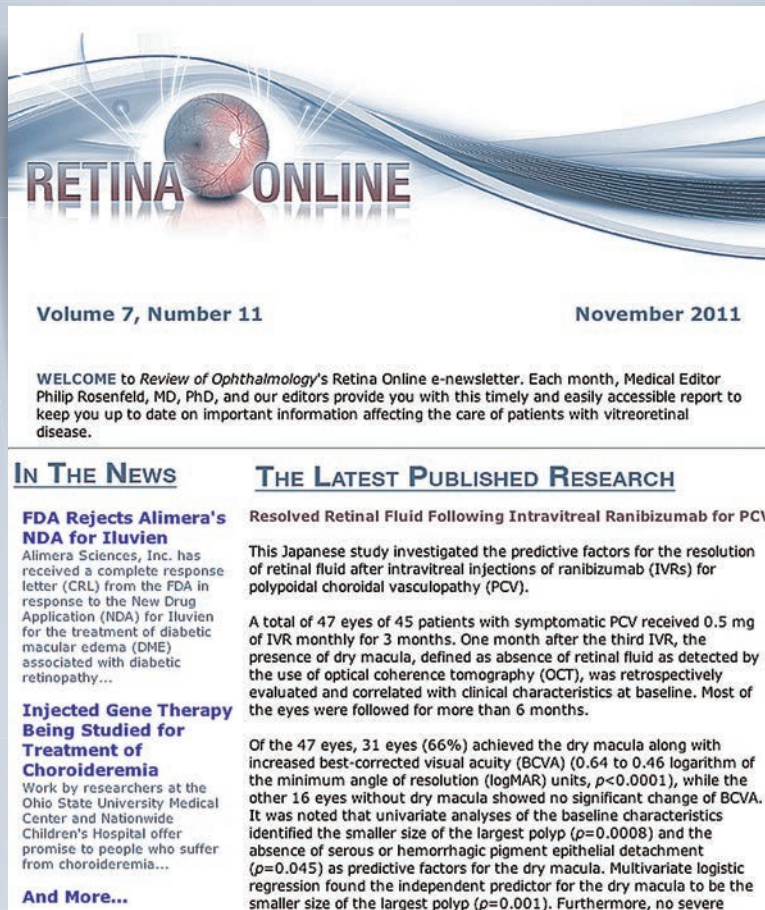 RETINA ONLINE
Volume 7, Number 11
November 2011
WELCOME to Review of Ophthalmology's Retina Online e-newsletter. Each month, Medical Editor
Philip Rosenfeld, MD, PhD, and our editors provide you with this timely and easily accessible report to
keep you up to date on important information affecting the care of patients with vitreoretinal
disease.
IN THE NEWS
FDA Rejects Alimera's
NDA for Iluvien
Alimera Sciences, Inc. has
received a complete response
letter (CRL) from the FDA in
response to the New Drug
Application (NDA) for Iluvien
for the treatment of diabetic
macular edema (DME)
associated with diabetic
retinopathy...
Injected Gene Therapy
Being Studied for
Treatment of
Choroideremia
Work by researchers at the
Ohio State University Medical
Center and Nationwide
Children's Hospital offer
promise to people who suffer
from choroideremia...
And More...
THE LATEST PUBLISHED RESEARCH
Resolved Retinal Fluid Following Intravitreal Ranibizumab for PCV
This Japanese study investigated the predictive factors for the resolution
of retinal fluid after intravitreal injections of ranibizumab (IVRs) for
polypoidal choroidal vasculopathy (PCV).
A total of 47 eyes of 45 patients with symptomatic PCV received 0.5 mg
of IVR monthly for 3 months. One month after the third IVR, the
presence of dry macula, defined as absence of retinal fluid as detected by
the use of optical coherence tomography (OCT), was retrospectively
evaluated and correlated with clinical characteristics at baseline. Most of
the eyes were followed for more than 6 months.
Of the 47 eyes, 31 eyes (66%) achieved the dry macula along with
increased best-corrected visual acuity (BCVA) (0.64 to 0.46 logarithm of
the minimum angle of resolution (logMAR) units, p<0.0001), while the
other 16 eyes without dry macula showed no significant change of BCVA.
It was noted that univariate analyses of the baseline characteristics
identified the smaller size of the largest polyp (p=0.0008) and the
absence of serous or hemorrhagic pigment epithelial detachment
(p=0.045) as predictive factors for the dry macula. Multivariate logistic
regression found the independent predictor for the dry macula to be the
smaller size of the largest polyp (p=0.001). Furthermore, no severe